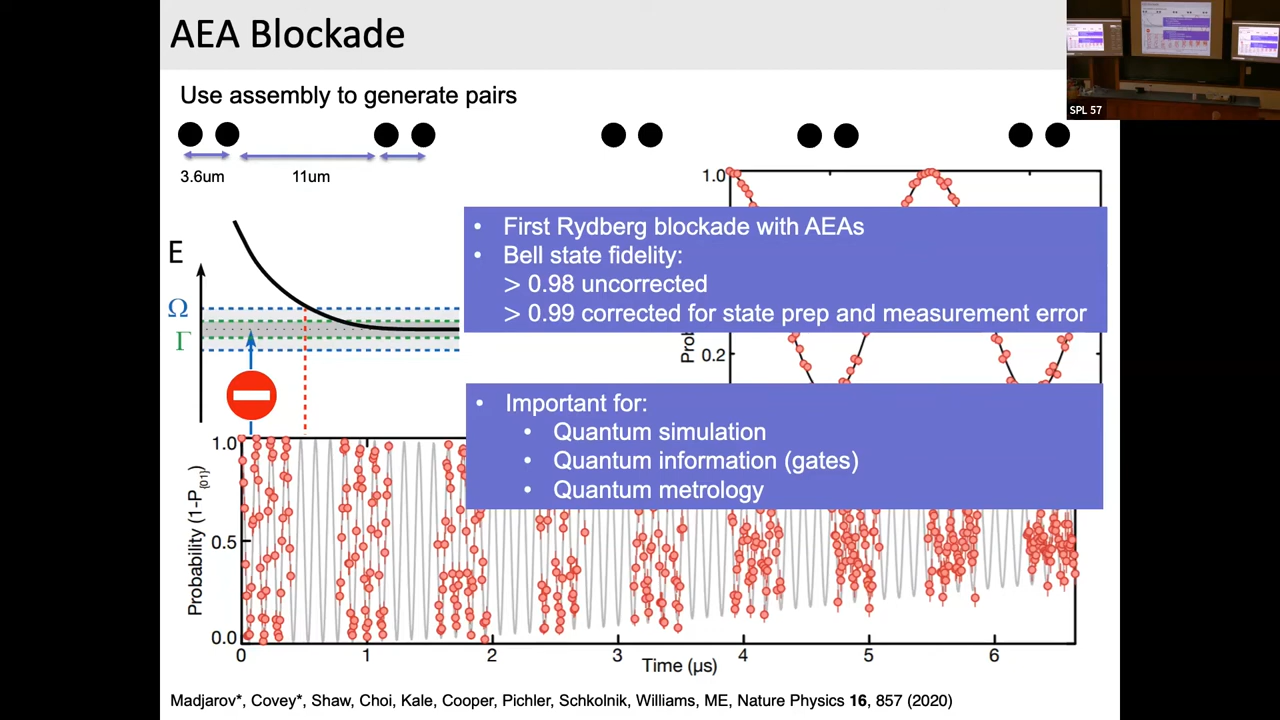 AEA Blockade
SPL 57
Use assembly to generate pairs
3.6um
11um
E
Ω
Γ
1.0
0.2
• First Rydberg blockade with AEAs
• Bell state fidelity:
> 0.98 uncorrected
> 0.99 corrected for state prep and measurement error
• Important for:
• Quantum simulation
• Quantum information (gates)
• Quantum metrology
Probability (1-P{01})
1.0
0.5
0.0
0 1 2 3 4 5 6
Time (µs)
Madjarov*, Covey*, Shaw, Choi, Kale, Cooper, Pichler, Schkolnik, Williams, ME, Nature Physics 16, 857 (2020)